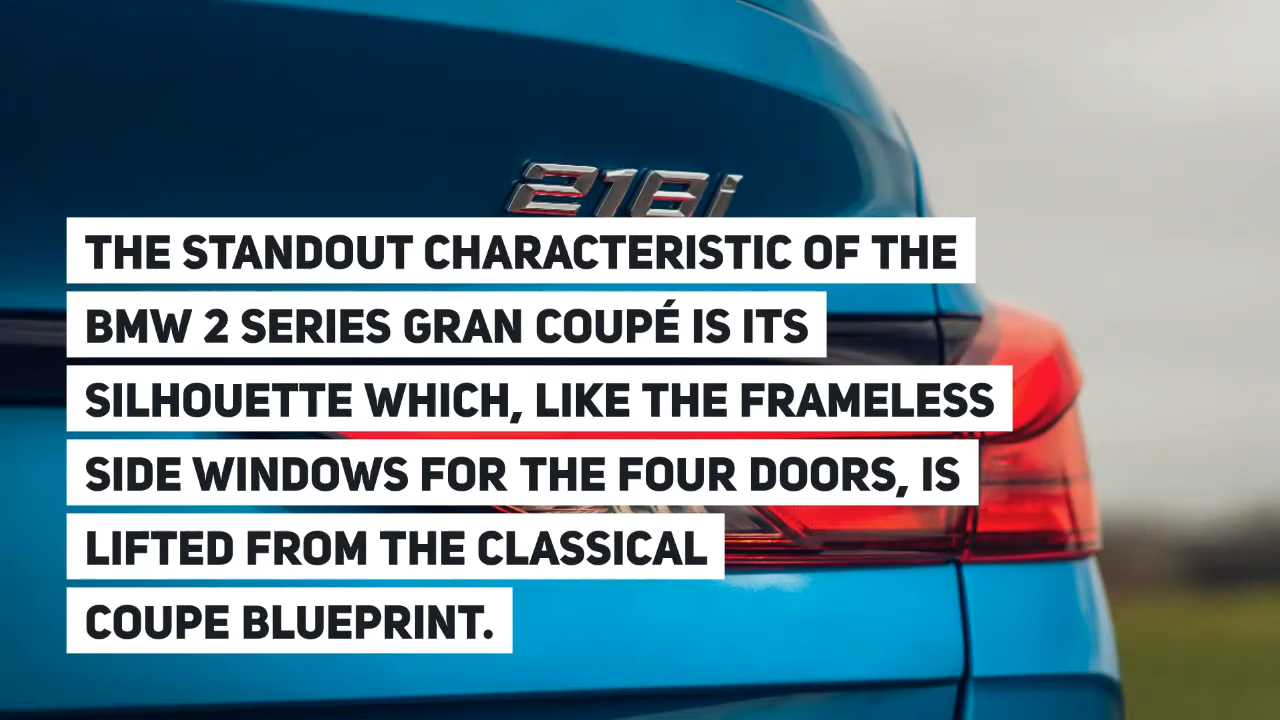 218i
THE STANDOUT CHARACTERISTIC OF THE
BMW 2 SERIES GRAN COUPÉ IS ITS
SILHOUETTE WHICH, LIKE THE FRAMELESS
SIDE WINDOWS FOR THE FOUR DOORS, IS
LIFTED FROM THE CLASSICAL
COUPE BLUEPRINT.